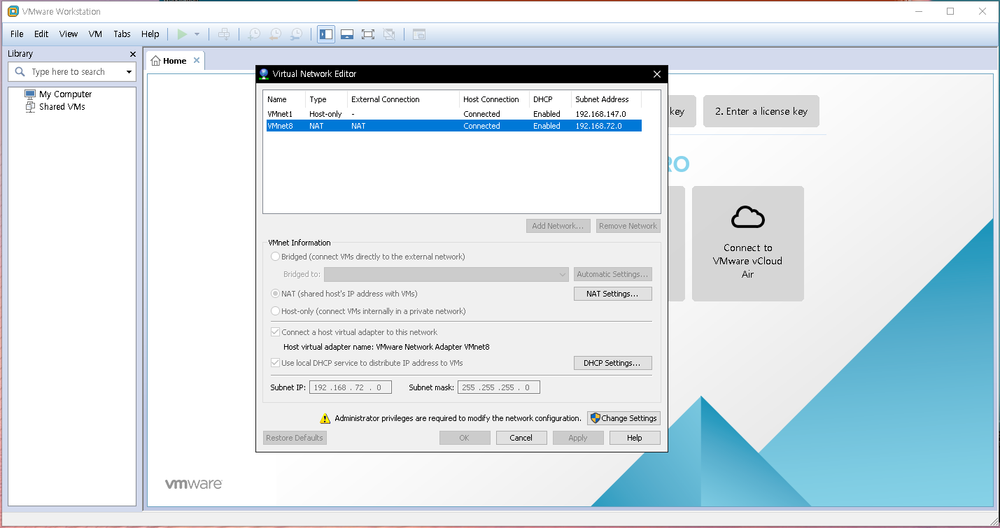 VMware Workstation
File Edit View VM Tabs Help
Library
Type here to search
My Computer
Shared VMs
Home
Virtual Network Editor
Name Type External Connection Host Connection DHCP Subnet Address
VMnet1 Host-only - Connected Enabled 192.168.147.0
VMnet8 NAT NAT Connected Enabled 192.168.72.0
Add Network... Remove Network
VMnet Information
Bridged (connect VMs directly to the external network)
Bridged to: Automatic Settings...
NAT (shared host's IP address with VMs) NAT Settings...
Host-only (connect VMs internally in a private network)
Connect a host virtual adapter to this network
Host virtual adapter name: VMware Network Adapter VMnet8
Use local DHCP service to distribute IP address to VMs DHCP Settings...
Subnet IP: 192 .168 . 72 . 0 Subnet mask: 255 .255 .255 . 0
Administrator privileges are required to modify the network configuration. Change Settings
Restore Defaults OK Cancel Apply Help
key 2. Enter a license key
RO
Connect to
VMware vCloud
Air
vmware